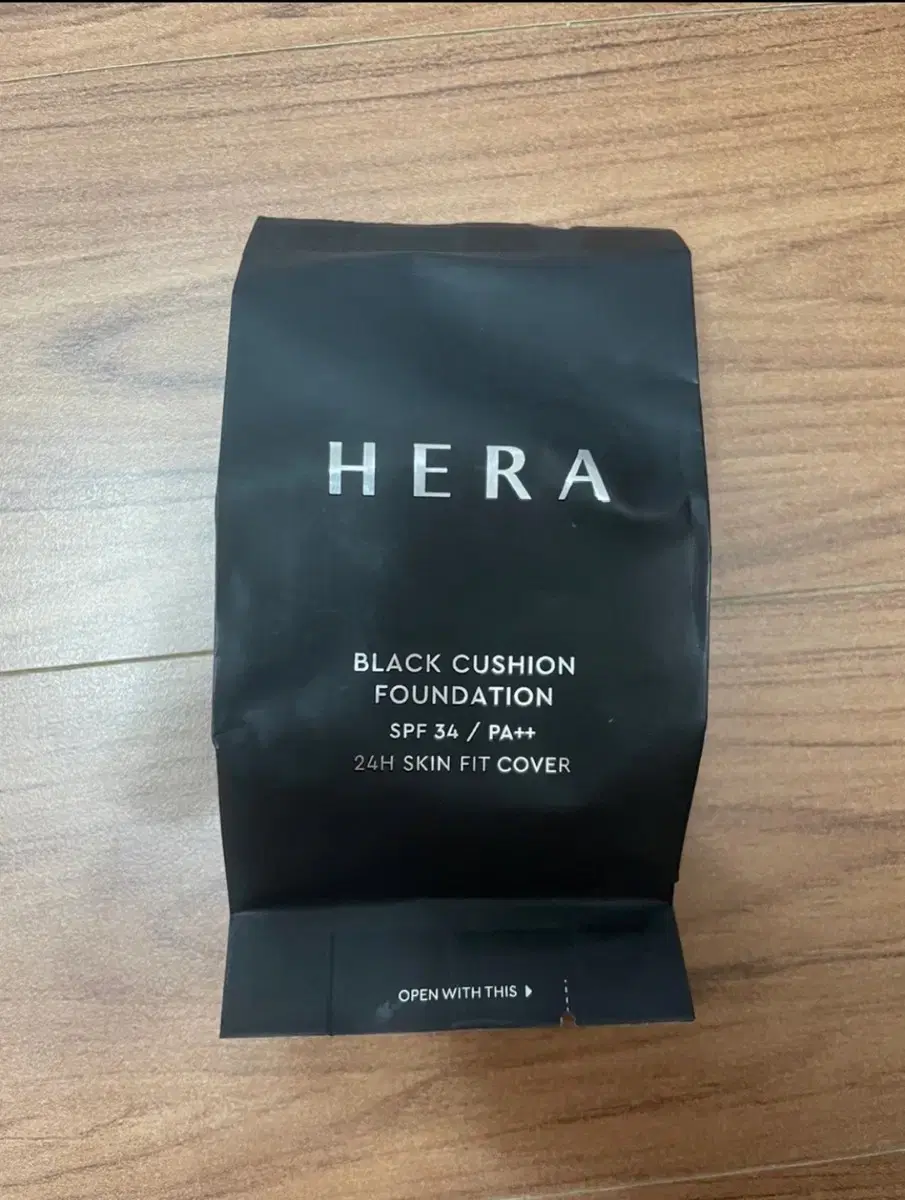 HERA
BLACK CUSHION
FOUNDATION
SPF 34 / PA++
24H SKIN FIT COVER
OPEN WITH THIS